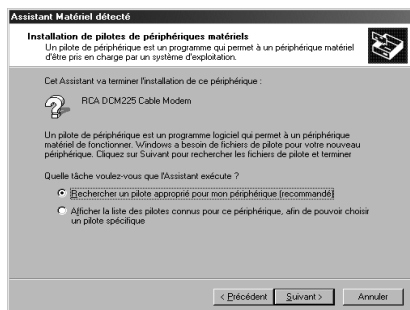 Assistant Matériel détecté
Installation de pilotes de périphériques matériels
Un pilote de périphérique est un programme qui permet à un périphérique matériel
d'être pris en charge par un système d'exploitation.
Cet Assistant va terminer l'installation de ce périphérique :
RCA DCM225 Cable Modem
Un pilote de périphérique est un programme logiciel qui permet à un périphérique
matériel de fonctionner. Windows a besoin de fichiers de pilote pour votre nouveau
périphérique. Cliquez sur Suivant pour rechercher les fichiers de pilote et terminer
Quelle tâche voulez-vous que l'Assistant exécute ?
Rechercher un pilote approprié pour mon périphérique (recommandé)
Afficher la liste des pilotes connus pour ce périphérique, afin de pouvoir choisir
un pilote spécifique
< Précédent Suivant > Annuler